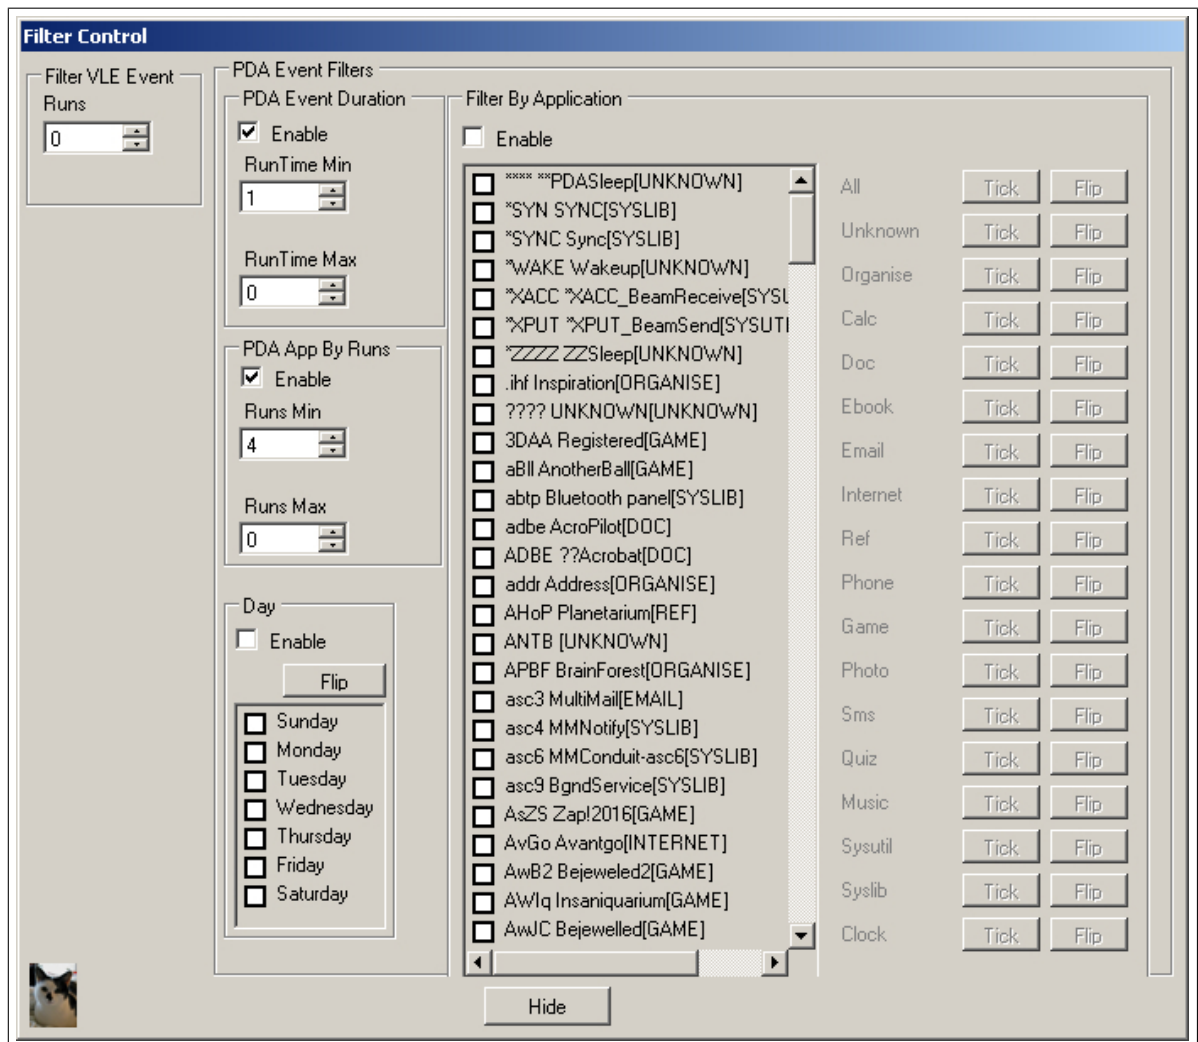 Filter Control
Filter VLE Event
Runs
0
PDA Event Filters
PDA Event Duration
Enable
RunTime Min
1
RunTime Max
0
PDA App By Runs
Enable
Runs Min
4
Runs Max
0
Day
Enable
Flip
Sunday
Monday
Tuesday
Wednesday
Thursday
Friday
Saturday
Filter By Application
Enable
**** **PDASleep[UNKNOWN]
*SYN SYNC[SYSLIB]
*SYNC Sync[SYSLIB]
*WAKE Wakeup[UNKNOWN]
*XACC *XACC_BeamReceive[SYSL
*XPUT *XPUT_BeamSend[SYSUTI
*ZZZZ ZZSleep[UNKNOWN]
.ihf Inspiration[ORGANISE]
???? UNKNOWN[UNKNOWN]
3DAA Registered[GAME]
aBll AnotherBall[GAME]
abtp Bluetooth panel[SYSLIB]
adbe AcroPilot[DOC]
ADBE ??Acrobat[DOC]
addr Address[ORGANISE]
AHoP Planetarium[REF]
ANTB [UNKNOWN]
APBF BrainForest[ORGANISE]
asc3 MultiMail[EMAIL]
asc4 MMNotify[SYSLIB]
asc6 MMConduit-asc6[SYSLIB]
asc9 BgndService[SYSLIB]
AsZS Zap!2016[GAME]
AvGo Avantgo[INTERNET]
AwB2 Bejeweled2[GAME]
AWIq Insaniquarium[GAME]
AwJC Bejewelled[GAME]
All Tick Flip
Unknown Tick Flip
Organise Tick Flip
Calc Tick Flip
Doc Tick Flip
Ebook Tick Flip
Email Tick Flip
Internet Tick Flip
Ref Tick Flip
Phone Tick Flip
Game Tick Flip
Photo Tick Flip
Sms Tick Flip
Quiz Tick Flip
Music Tick Flip
Sysutil Tick Flip
Syslib Tick Flip
Clock Tick Flip
Hide